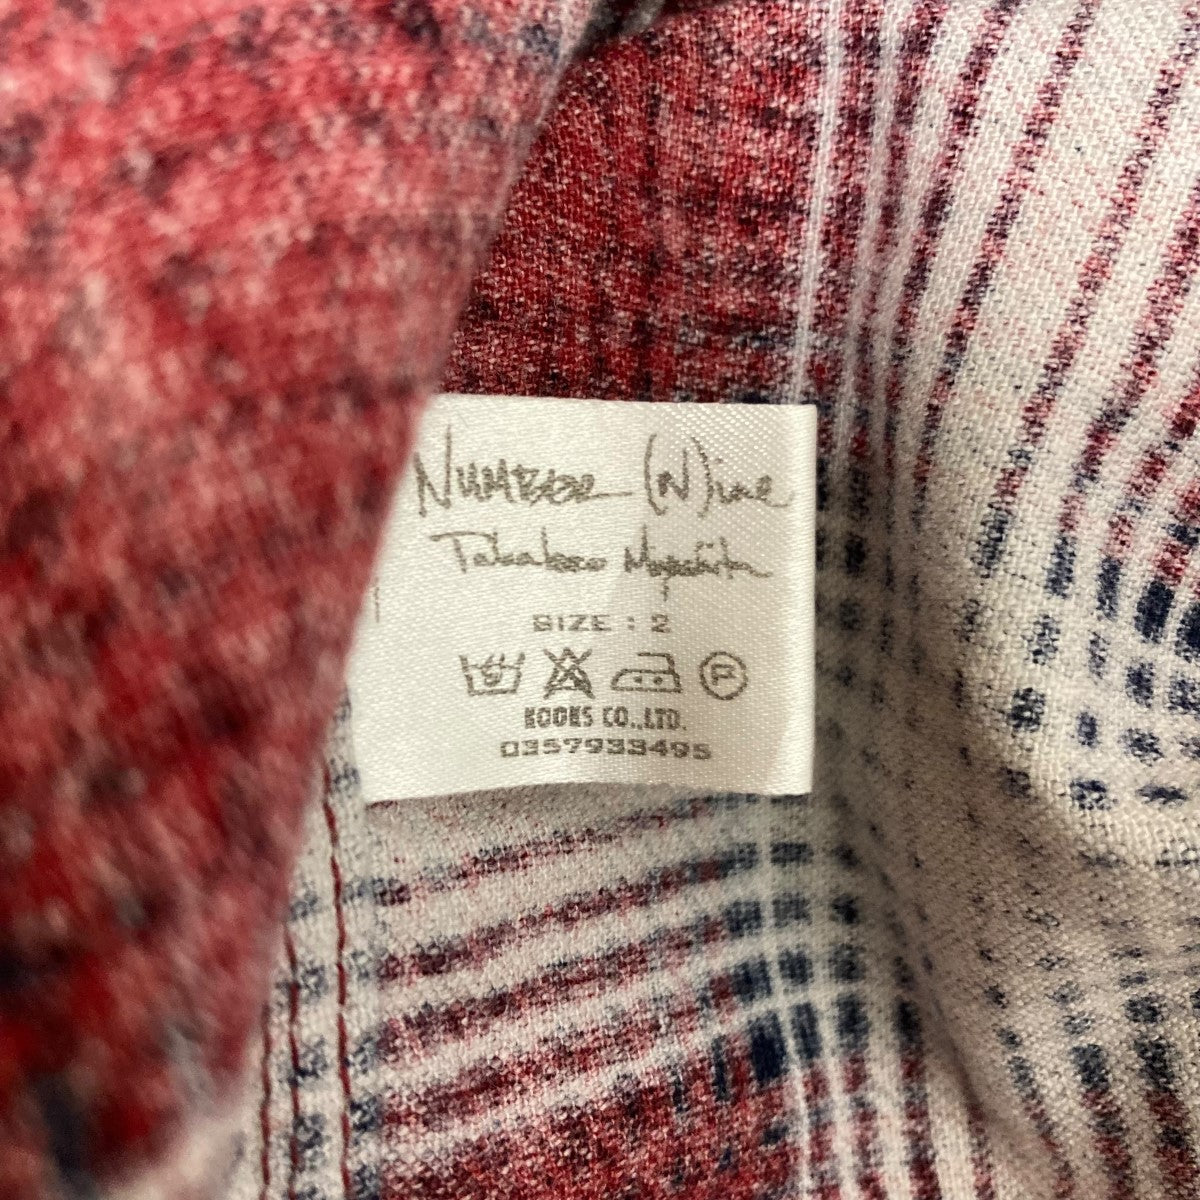 NUMBER (N)ine
Takahiro Miyashita
SIZE : 2
P
KOOKS CO.,LTD.
0357933495